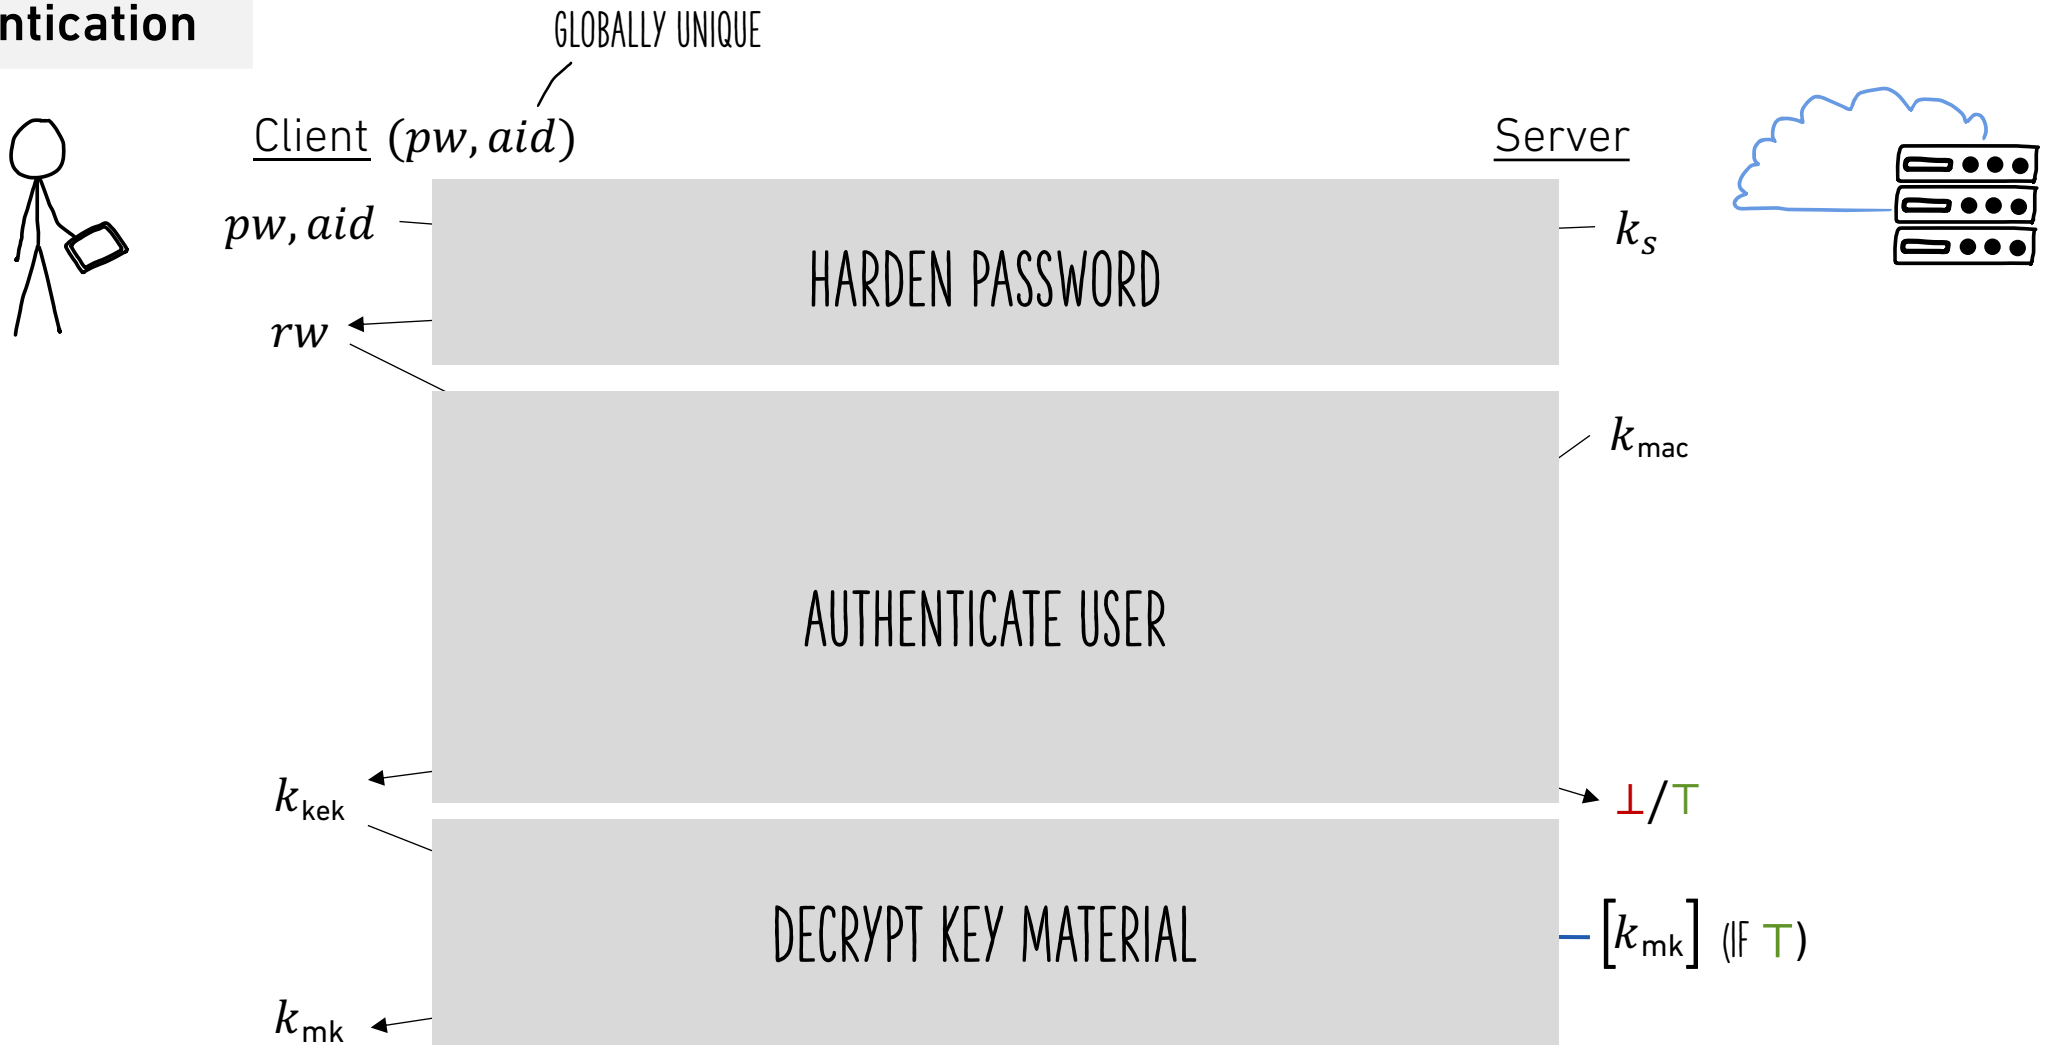 ntication
GLOBALLY UNIQUE
Client (pw, aid)
Server
pw, aid
k_s
HARDEN PASSWORD
rw
k_mac
AUTHENTICATE USER
k_kek
⊥/⊤
DECRYPT KEY MATERIAL
[k_mk] (IF ⊤)
k_mk